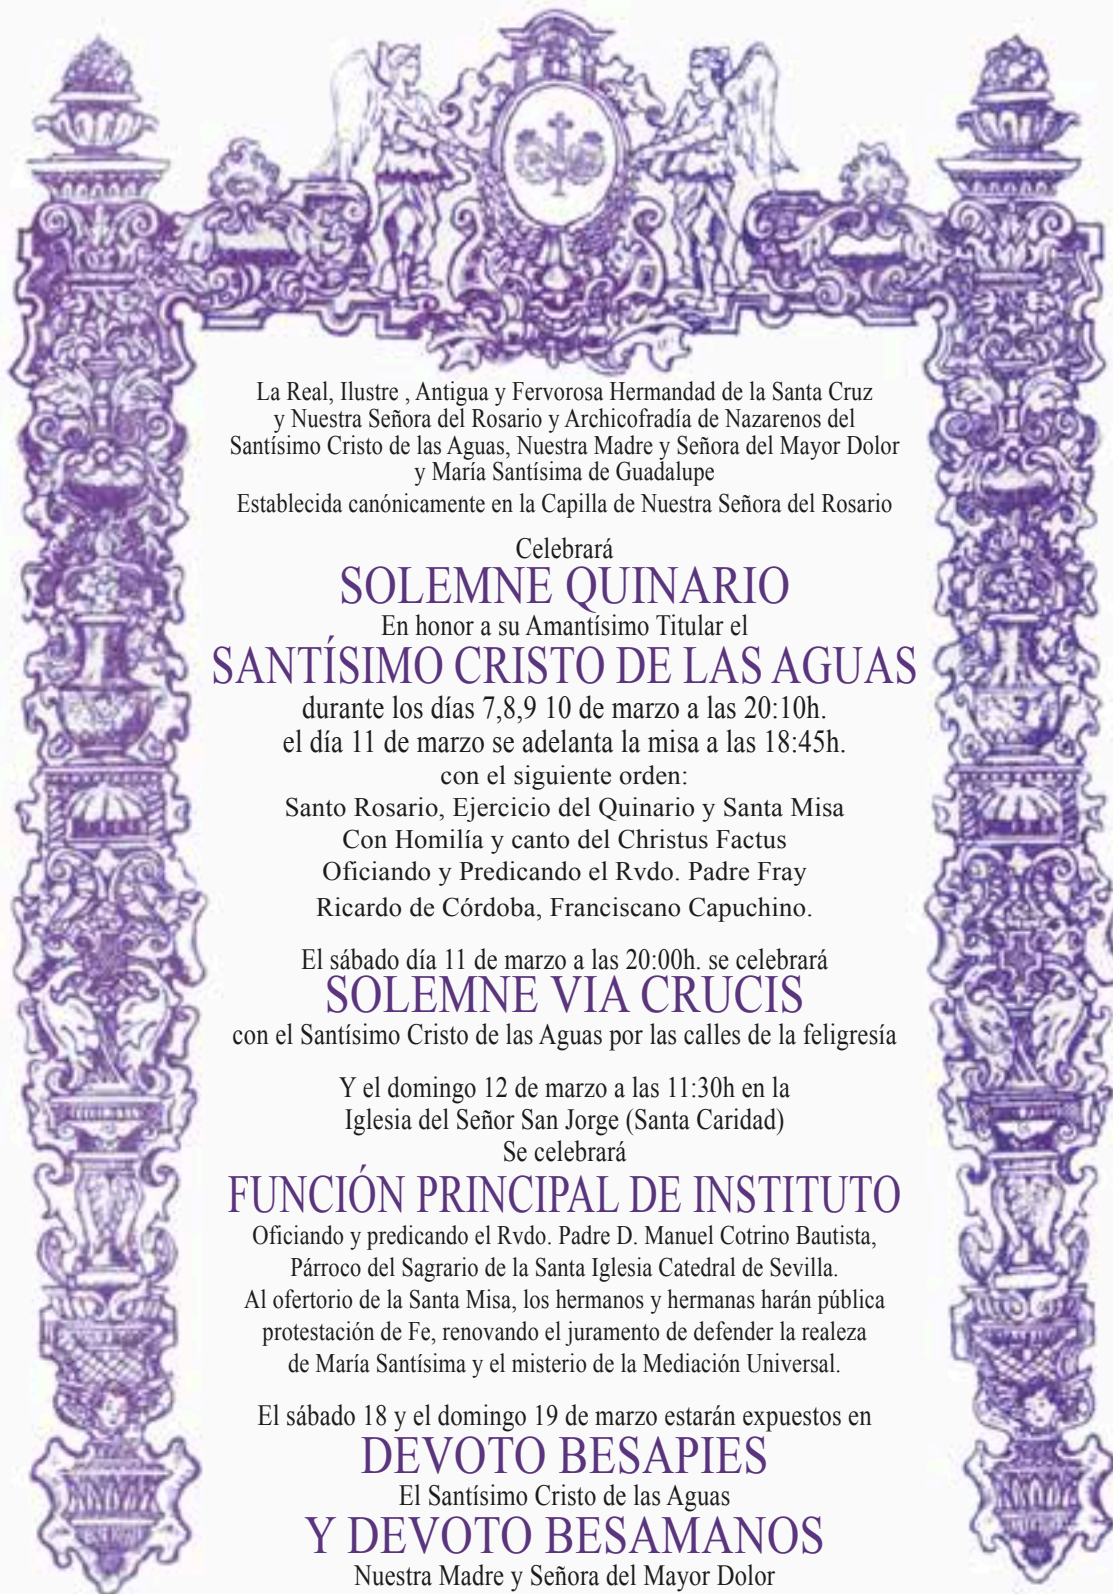 La Real, Ilustre , Antigua y Fervorosa Hermandad de la Santa Cruz
y Nuestra Señora del Rosario y Archicofradía de Nazarenos del
Santísimo Cristo de las Aguas, Nuestra Madre y Señora del Mayor Dolor
y María Santísima de Guadalupe
Establecida canónicamente en la Capilla de Nuestra Señora del Rosario
Celebrará
SOLEMNE QUINARIO
En honor a su Amantísimo Titular el
SANTÍSIMO CRISTO DE LAS AGUAS
durante los días 7,8,9 10 de marzo a las 20:10h.
el día 11 de marzo se adelanta la misa a las 18:45h.
con el siguiente orden:
Santo Rosario, Ejercicio del Quinario y Santa Misa
Con Homilía y canto del Christus Factus
Oficiando y Predicando el Rvdo. Padre Fray
Ricardo de Córdoba, Franciscano Capuchino.
El sábado día 11 de marzo a las 20:00h. se celebrará
SOLEMNE VIA CRUCIS
con el Santísimo Cristo de las Aguas por las calles de la feligresía
Y el domingo 12 de marzo a las 11:30h en la
Iglesia del Señor San Jorge (Santa Caridad)
Se celebrará
FUNCIÓN PRINCIPAL DE INSTITUTO
Oficiando y predicando el Rvdo. Padre D. Manuel Cotrino Bautista,
Párroco del Sagrario de la Santa Iglesia Catedral de Sevilla.
Al ofertorio de la Santa Misa, los hermanos y hermanas harán pública
protestación de Fe, renovando el juramento de defender la realeza
de María Santísima y el misterio de la Mediación Universal.
El sábado 18 y el domingo 19 de marzo estarán expuestos en
DEVOTO BESAPIES
El Santísimo Cristo de las Aguas
Y DEVOTO BESAMANOS
Nuestra Madre y Señora del Mayor Dolor